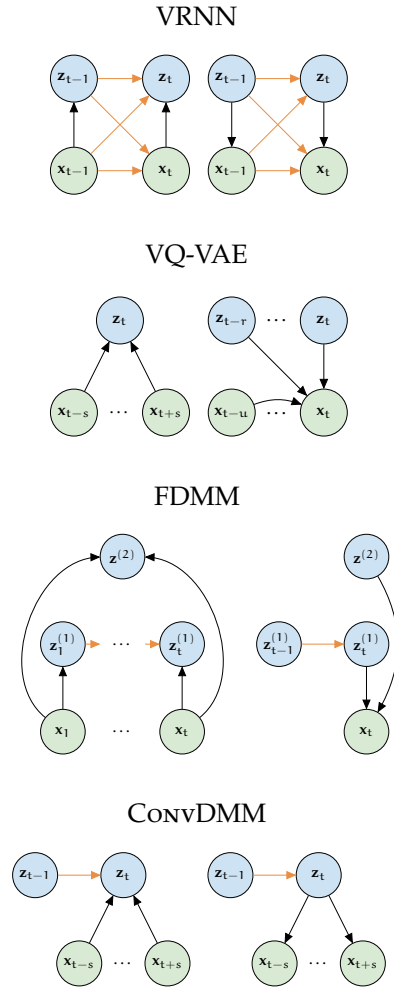 VRNN
z_{t−1} z_t z_{t−1} z_t
x_{t−1} x_t x_{t−1} x_t
VQ-VAE
z_t z_{t−r} ... z_t
x_{t−s} ... x_{t+s} x_{t−u} ... x_t
FDMM
z^{(2)} z^{(2)}
z_1^{(1)} ... z_t^{(1)} z_{t−1}^{(1)} z_t^{(1)}
x_1 ... x_t x_t
ConvDMM
z_{t−1} z_t z_{t−1} z_t
x_{t−s} ... x_{t+s} x_{t−s} ... x_{t+s}